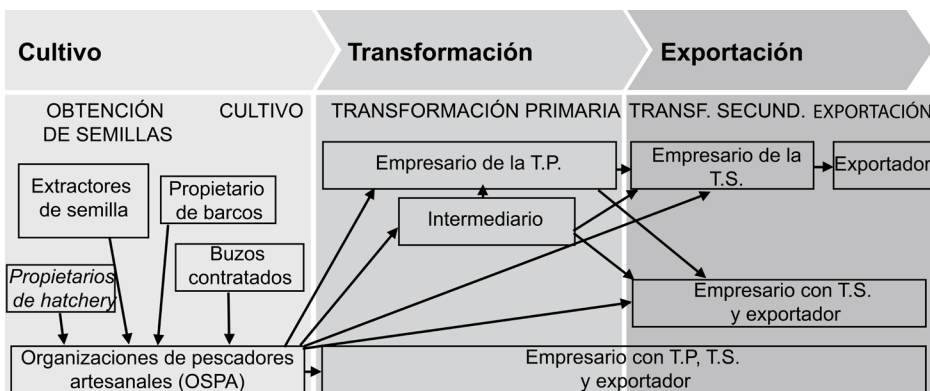 Cultivo
Transformación
Exportación
OBTENCIÓN
DE SEMILLAS
CULTIVO
TRANSFORMACIÓN PRIMARIA
TRANSF. SECUND.
EXPORTACIÓN
Extractores
de semilla
Propietario
de barcos
Buzos
contratados
Propietarios
de hatchery
Organizaciones de pescadores
artesanales (OSPA)
Empresario de la T.P.
Intermediario
Empresario de la
T.S.
Exportador
Empresario con T.S.
y exportador
Empresario con T.P, T.S.
y exportador